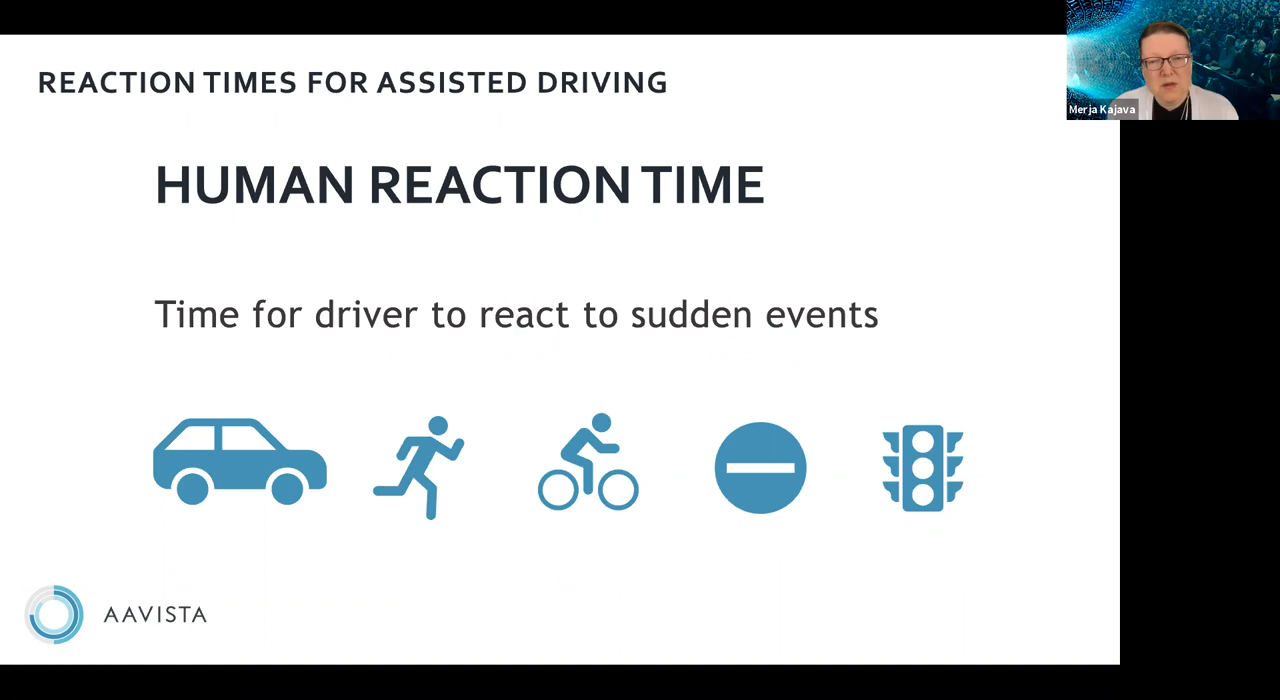 REACTION TIMES FOR ASSISTED DRIVING
Merja Kajava
HUMAN REACTION TIME
Time for driver to react to sudden events
AAVISTA